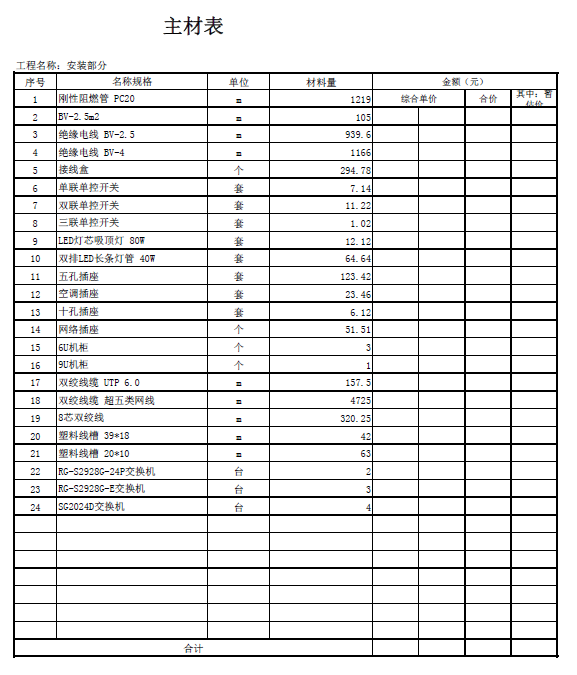 主材表
工程名称：安装部分
序号 名称规格 单位 材料量 金额（元）
综合单价 合价 其中：暂估价
1 刚性阻燃管 PC20 m 1219
2 BV-2.5m2 m 105
3 绝缘电线 BV-2.5 m 939.6
4 绝缘电线 BV-4 m 1166
5 接线盒 个 294.78
6 单联单控开关 套 7.14
7 双联单控开关 套 11.22
8 三联单控开关 套 1.02
9 LED灯芯吸顶灯 80W 套 12.12
10 双排LED长条灯管 40W 套 64.64
11 五孔插座 套 123.42
12 空调插座 套 23.46
13 十孔插座 套 6.12
14 网络插座 个 51.51
15 6U机柜 个 3
16 9U机柜 个 1
17 双绞线缆 UTP 6.0 m 157.5
18 双绞线缆 超五类网线 m 4725
19 8芯双绞线 m 320.25
20 塑料线槽 39*18 m 42
21 塑料线槽 20*10 m 63
22 RG-S2928G-24P交换机 台 2
23 RG-S2928G-E交换机 台 3
24 SG2024D交换机 台 4
合计